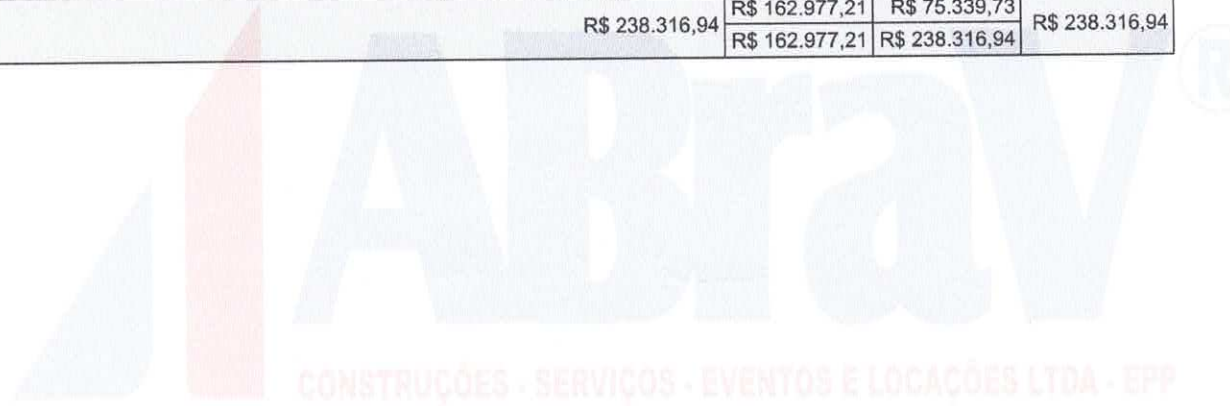 R$ 162.977,21 R$ 75.339,73
R$ 238.316,94 R$ 238.316,94
R$ 162.977,21 R$ 238.316,94
ABraV ®
CONSTRUÇÕES - SERVIÇOS - EVENTOS E LOCAÇÕES LTDA - EPP